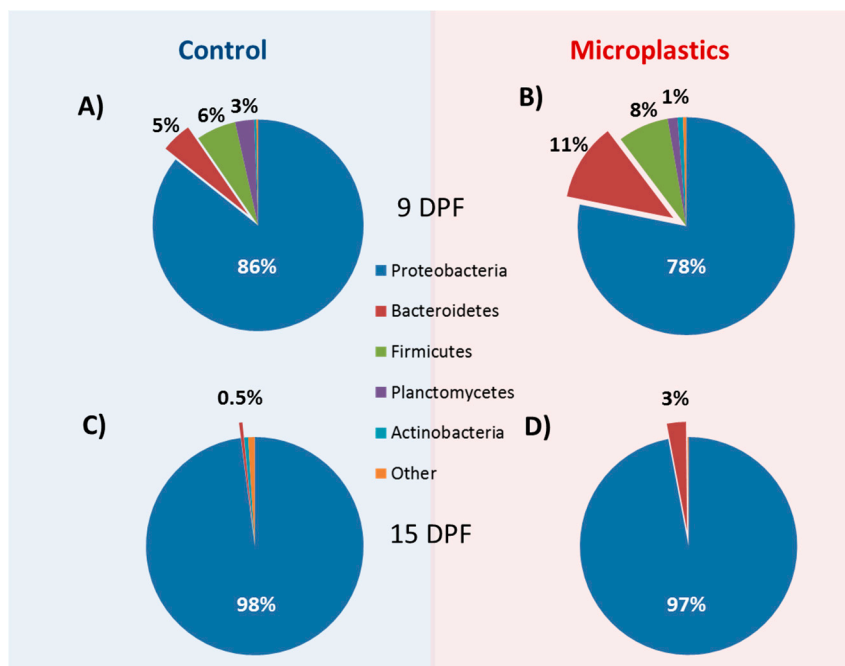 Control
Microplastics
A)
5%
6%
3%
86%
B)
11%
8%
1%
78%
9 DPF
Proteobacteria
Bacteroidetes
Firmicutes
Planctomycetes
Actinobacteria
Other
C)
0.5%
98%
D)
3%
97%
15 DPF